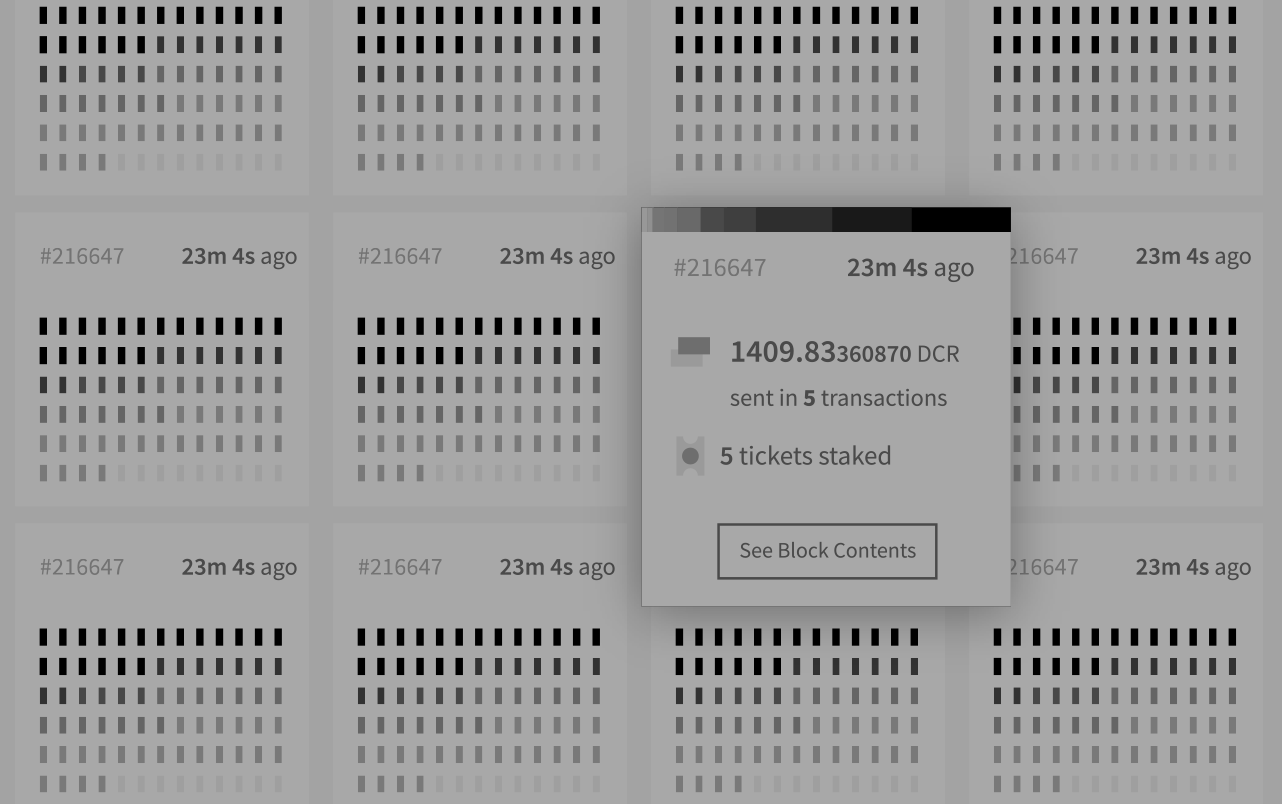 #216647 23m 4s ago
#216647 23m 4s ago
#216647 23m 4s ago
216647 23m 4s ago
1409.83360870 DCR
sent in 5 transactions
5 tickets staked
See Block Contents
#216647 23m 4s ago
#216647 23m 4s ago
216647 23m 4s ago